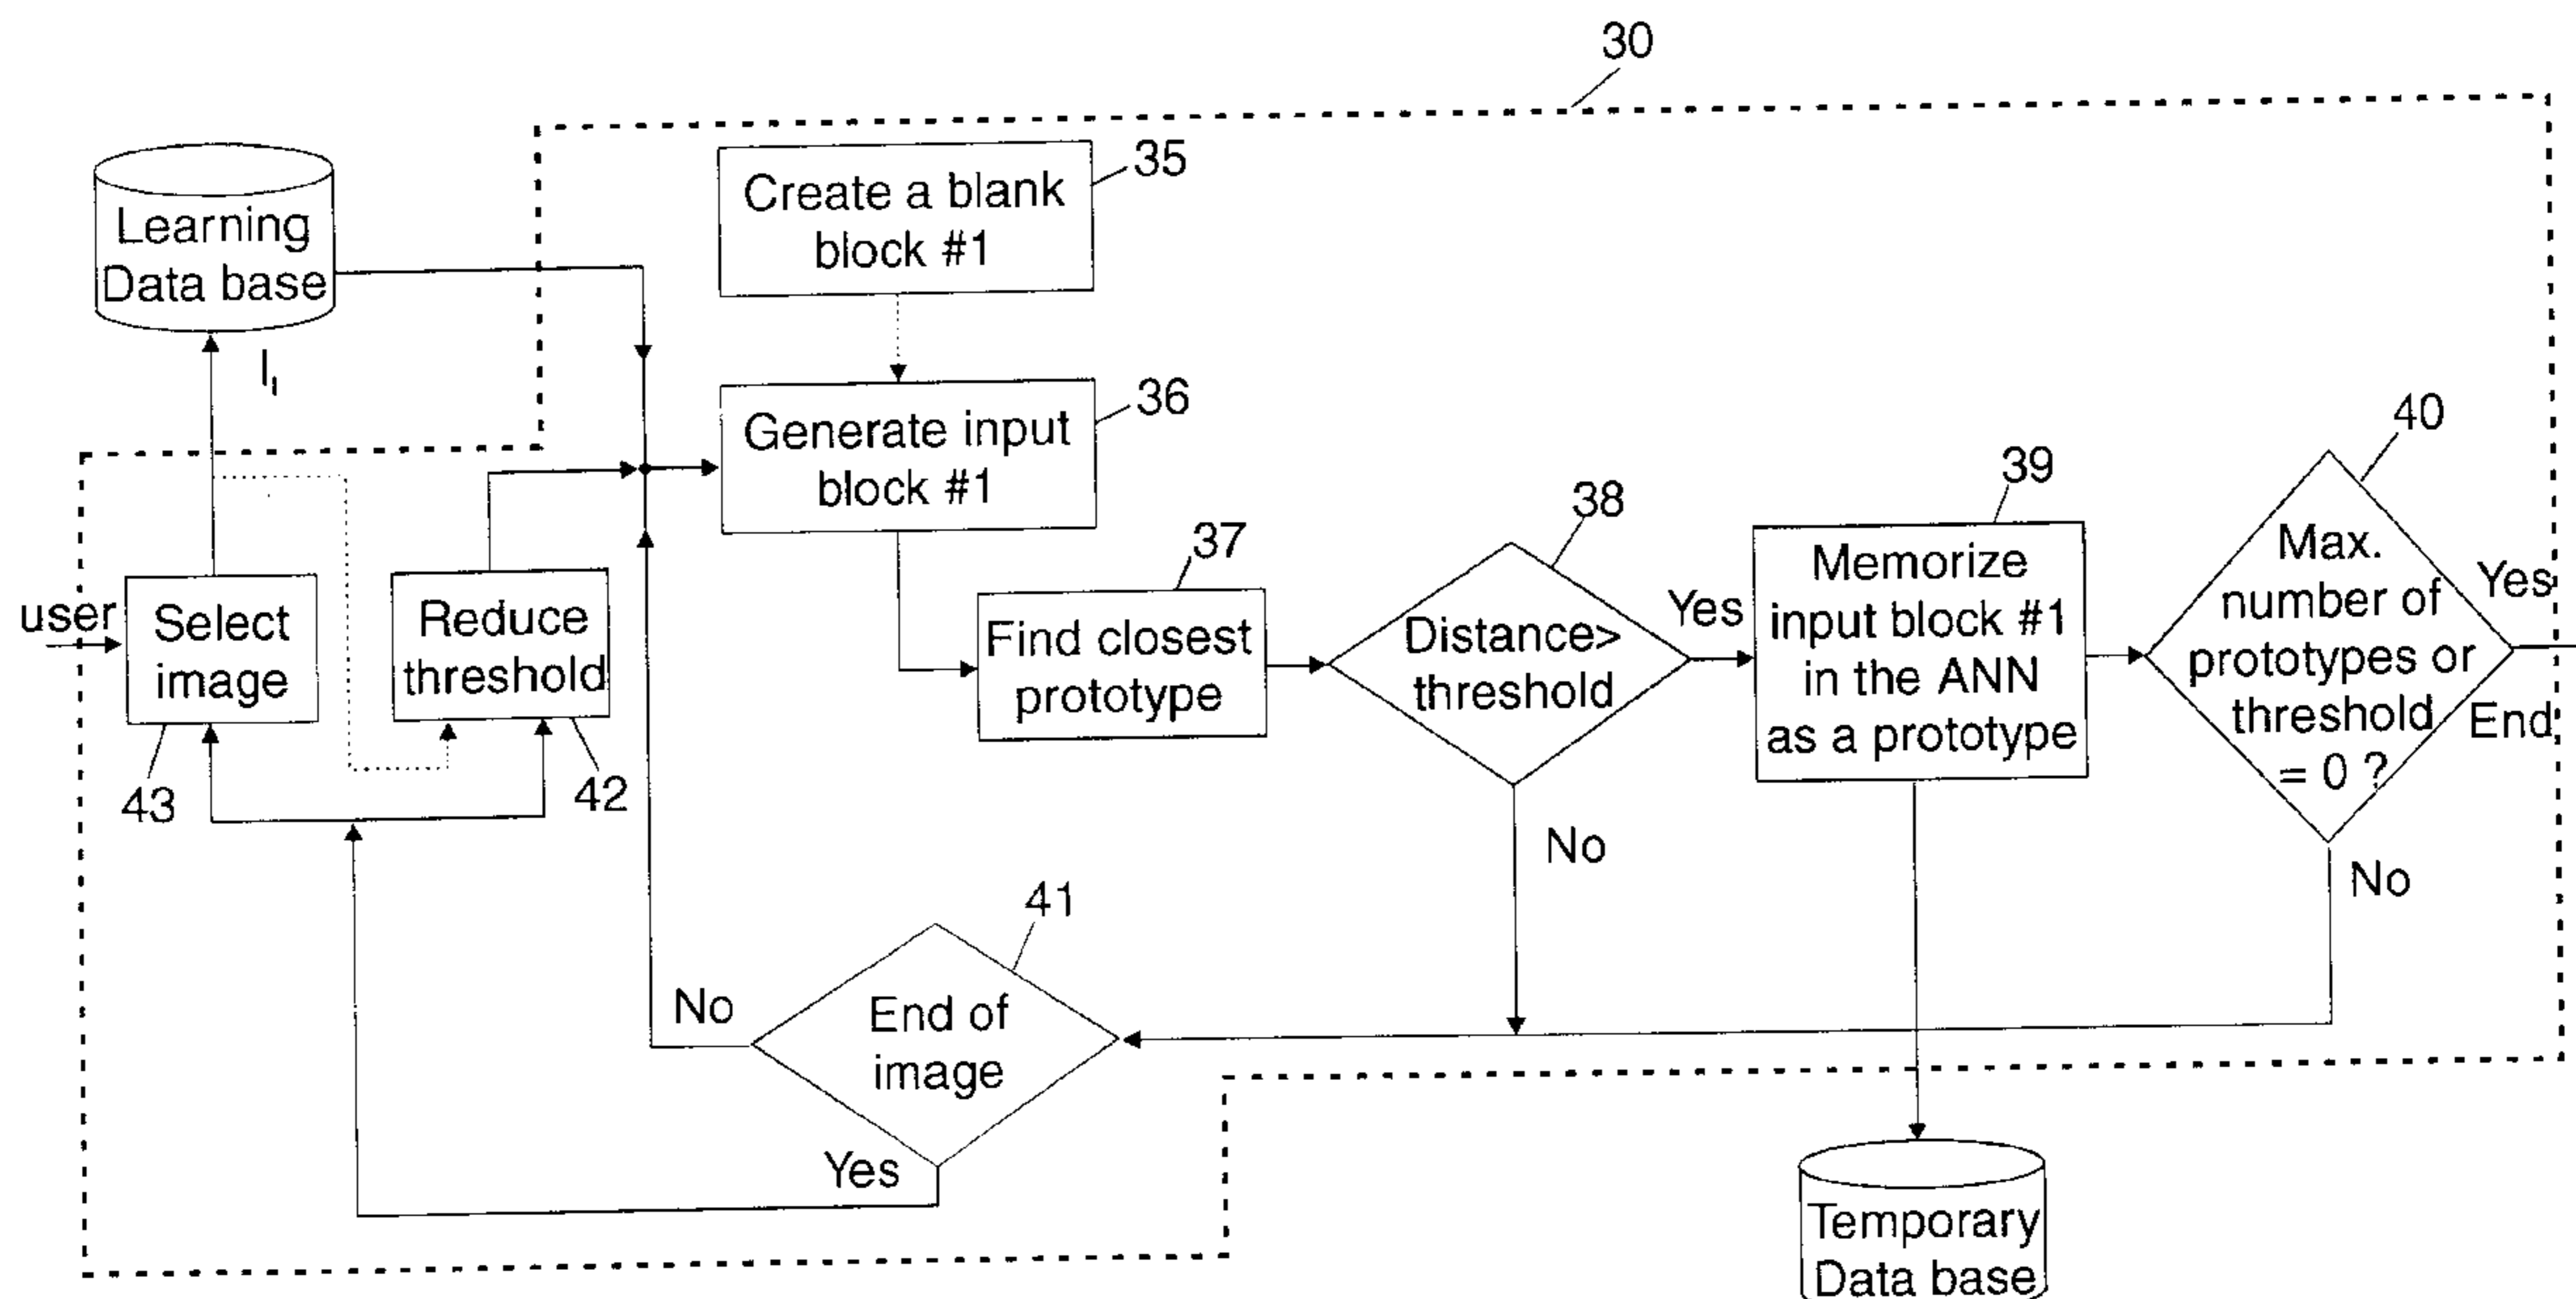 30
Learning
Data base
I
Create a blank
block #1
35
Generate input
block #1
36
user
Select
image
43
Reduce
threshold
42
Find closest
prototype
37
Distance>
threshold
38
Yes
No
Memorize
input block #1
in the ANN
as a prototype
39
Max.
number of
prototypes or
threshold
= 0 ?
40
Yes
End
No
End of
image
41
No
Yes
Temporary
Data base